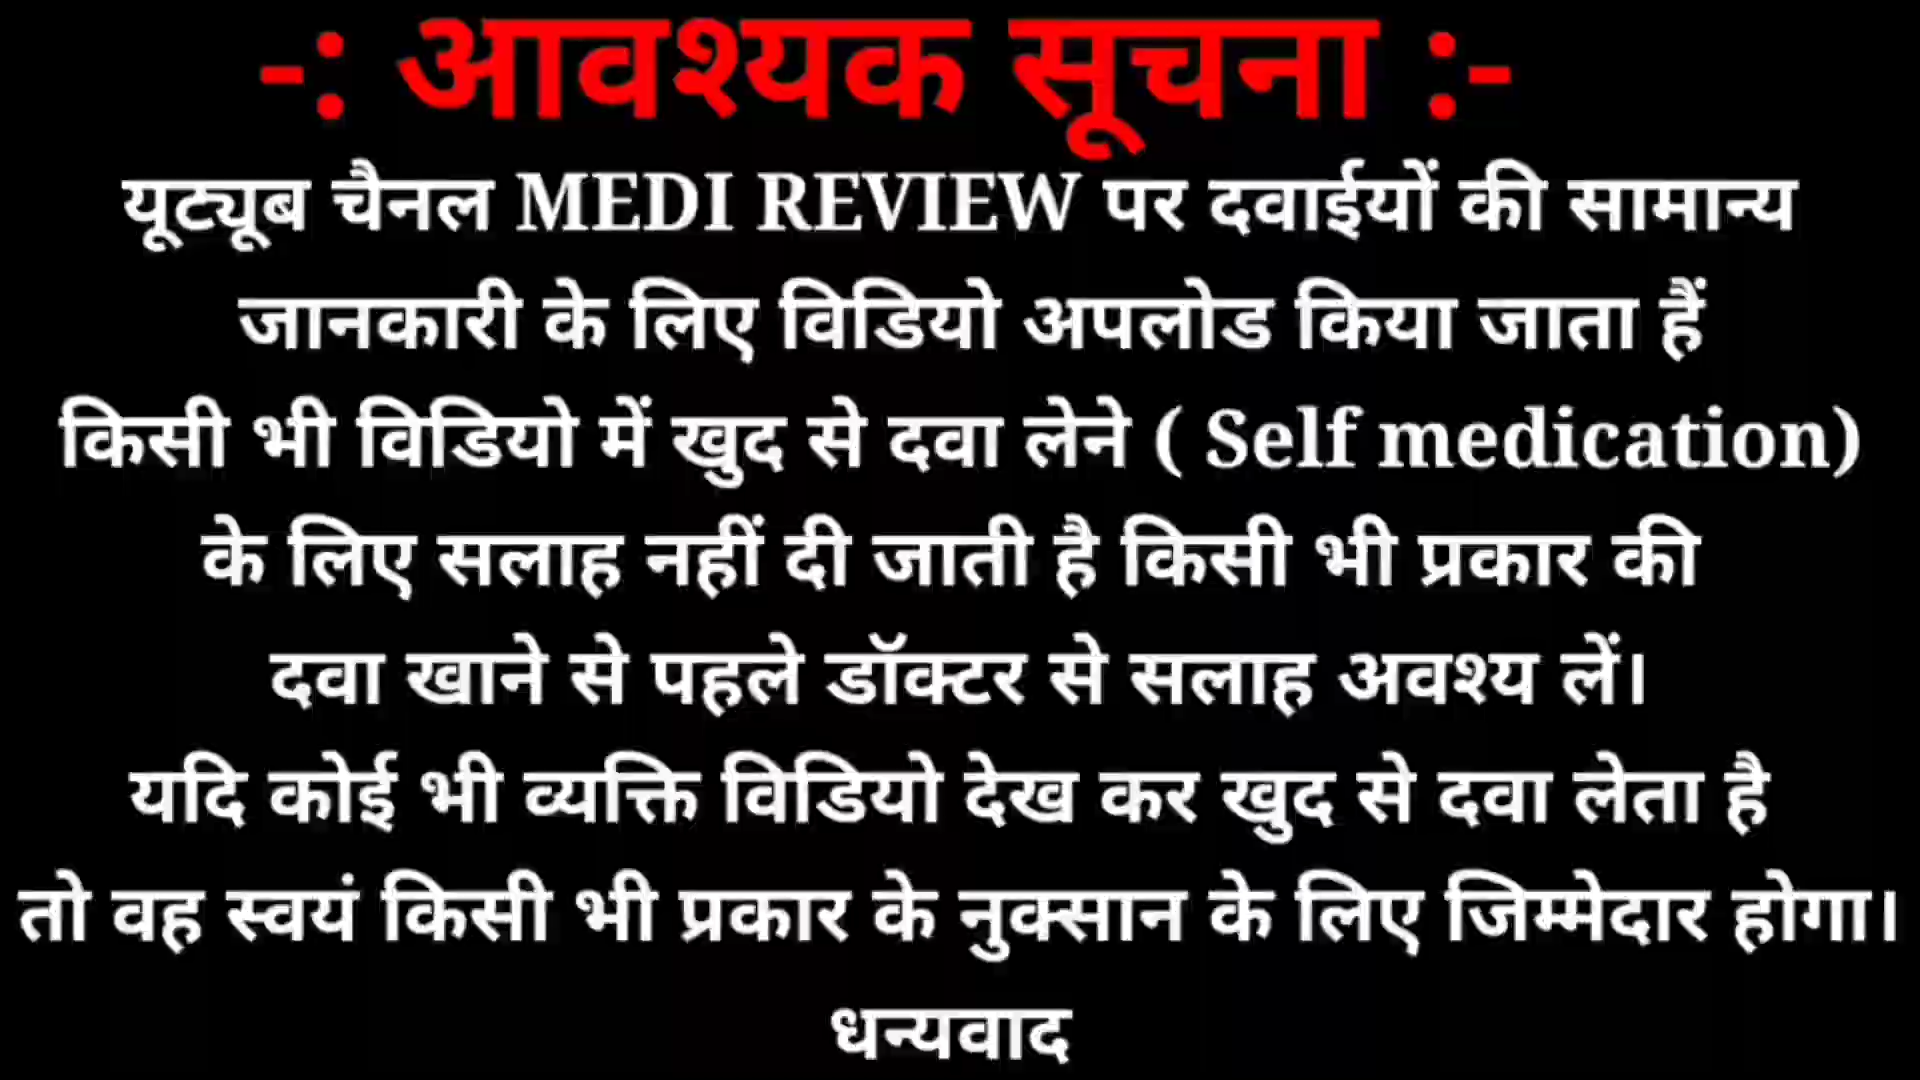 -: आवश्यक सूचना :-
यूट्यूब चैनल MEDI REVIEW पर दवाईयों की सामान्य
जानकारी के लिए विडियो अपलोड किया जाता हैं
किसी भी विडियो में खुद से दवा लेने ( Self medication)
के लिए सलाह नहीं दी जाती है किसी भी प्रकार की
दवा खाने से पहले डॉक्टर से सलाह अवश्य लें।
यदि कोई भी व्यक्ति विडियो देख कर खुद से दवा लेता है
तो वह स्वयं किसी भी प्रकार के नुक्सान के लिए जिम्मेदार होगा।
धन्यवाद